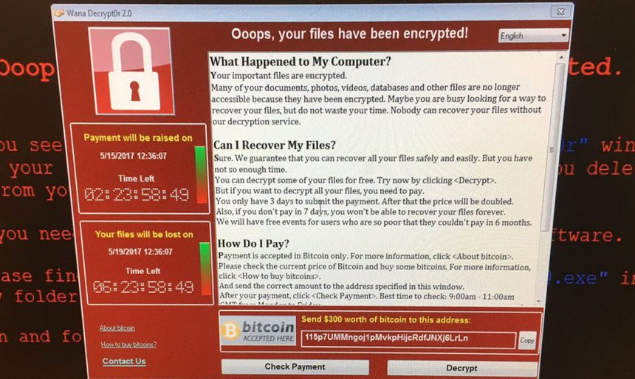 Wana Decrypt0r 2.0
Ooops, your files have been encrypted!
English
What Happened to My Computer?
Your important files are encrypted.
Many of your documents, photos, videos, databases and other files are no longer
accessible because they have been encrypted. Maybe you are busy looking for a way to
recover your files, but do not waste your time. Nobody can recover your files without
our decryption service.
Can I Recover My Files?
Sure. We guarantee that you can recover all your files safely and easily. But you have
not so enough time.
You can decrypt some of your files for free. Try now by clicking <Decrypt>.
But if you want to decrypt all your files, you need to pay.
You only have 3 days to submit the payment. After that the price will be doubled.
Also, if you don't pay in 7 days, you won't be able to recover your files forever.
We will have free events for users who are so poor that they couldn't pay in 6 months.
How Do I Pay?
Payment is accepted in Bitcoin only. For more information, click <About bitcoin>.
Please check the current price of Bitcoin and buy some bitcoins. For more information,
click <How to buy bitcoins>.
And send the correct amount to the address specified in this window.
After your payment, click <Check Payment>. Best time to check: 9:00am - 11:00am
GMT from Monday to Friday.
Payment will be raised on
5/15/2017 12:36:07
Time Left
02:23:58:49
Your files will be lost on
5/19/2017 12:36:07
Time Left
06:23:58:49
About bitcoin
How to buy bitcoins?
Contact Us
bitcoin
ACCEPTED HERE
Send $300 worth of bitcoin to this address:
115p7UMMngoj1pMvkpHijcRdfJNXj6LrLn
Copy
Check Payment
Decrypt
Ooop
ted.
you see
your
from yo
you nee
ase fin
folder
n and fo
r" win
u dele
tware.
.exe" i